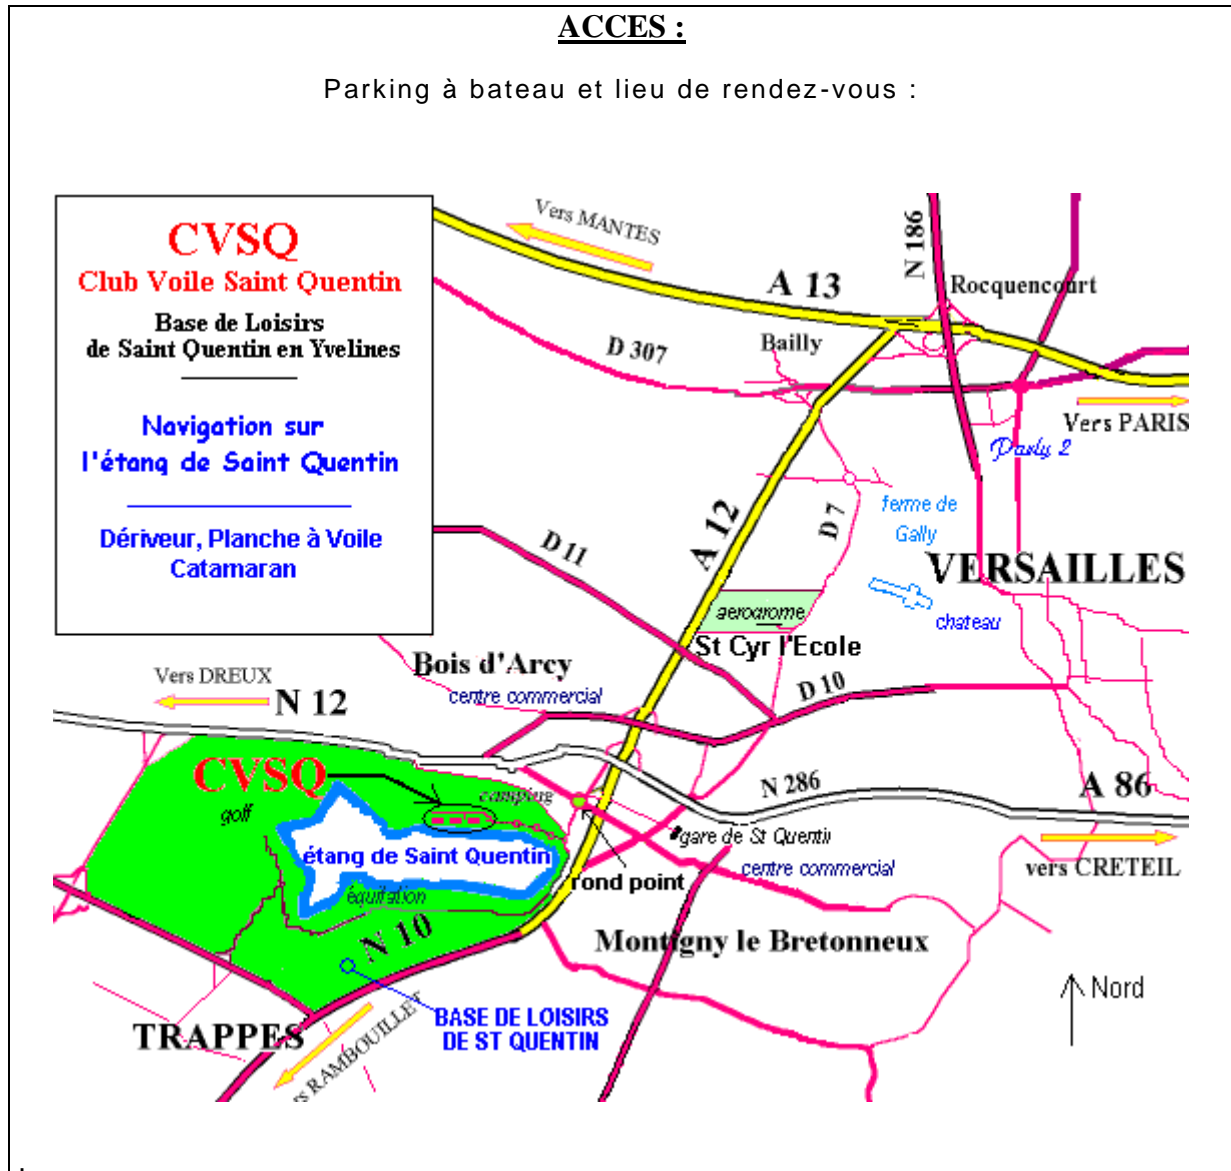 ACCES :
Parking à bateau et lieu de rendez-vous :
CVSQ
Club Voile Saint Quentin
Base de Loisirs
de Saint Quentin en Yvelines
Navigation sur
l'étang de Saint Quentin
Dériveur, Planche à Voile
Catamaran
Vers MANTES
A 13
N 186
Rocquencourt
D 307
Bailly
Vers PARIS
Parly 2
A 12
D 7
ferme de
Gally
D 11
VERSAILLES
aerodrome
chateau
St Cyr l'Ecole
Bois d'Arcy
centre commercial
Vers DREUX
N 12
D 10
CVSQ
golf
camping
N 286
A 86
gare de St Quentin
étang de Saint Quentin
centre commercial
vers CRETEIL
rond point
équitation
N 10
Montigny le Bretonneux
Nord
BASE DE LOISIRS
DE ST QUENTIN
TRAPPES
RAMBOUILLET